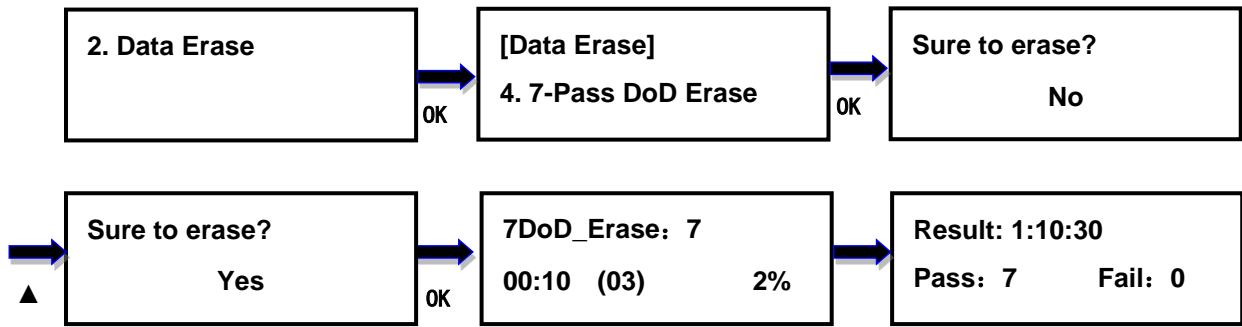 2. Data Erase
OK
[Data Erase]
4. 7-Pass DoD Erase
OK
Sure to erase?
No
▲
Sure to erase?
Yes
OK
7DoD_Erase：7
00:10 (03) 2%
Result: 1:10:30
Pass：7 Fail：0